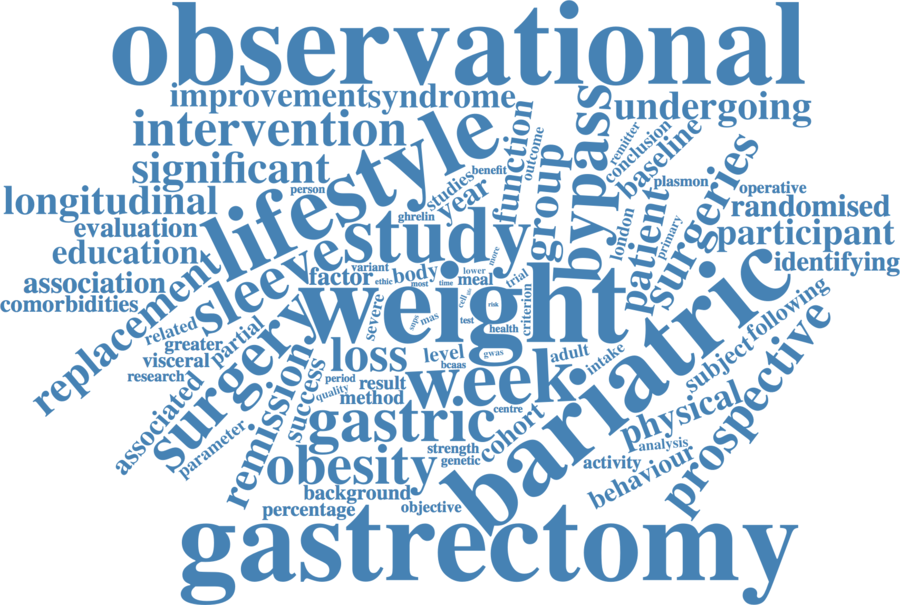 observational
improvement
syndrome
undergoing
intervention
significant
lifestyle
function
outcome
bypass
remitter
conclusion
baseline
person
studies
benefit
year
group
plasmon
operative
longitudinal
ghrelin
london
patient
primary
surgeries
randomised
evaluation
study
participant
education
sleeve
more
identifying
association
factor
variant
ethic
body
most
time
lower
meal
trial
comorbidities
replacement
weight
severe
cell
risk
criterion
following
related
partial
snps
mas
test
health
greater
visceral
surgery
loss
level
gwas
adult
intake
subject
bariatric
research
bcaas
week
prospective
associated
remission
success
period
quality
result
method
centre
physical
parameter
gastric
cohort
analysis
strength
genetic
activity
behaviour
obesity
background
percentage
objective
gastrectomy